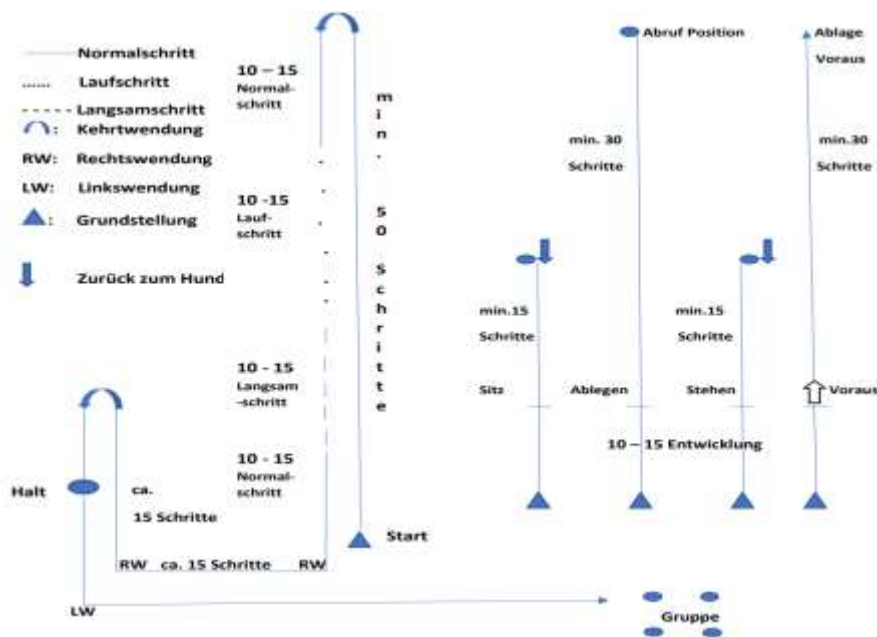 Normalschritt
Laufschritt
Langsamschritt
: Kehrtwendung
RW: Rechtswendung
LW: Linkswendung
: Grundstellung
Zurück zum Hund
10 – 15
Normal-
schritt
10 -15
Lauf-
schritt
10 - 15
Langsam
-schritt
10 - 15
Normal-
schritt
min. 50 Schritte
Halt
ca.
15 Schritte
RW ca. 15 Schritte RW
LW
Start
Abruf Position
min. 30
Schritte
Ablage
Voraus
min.30
Schritte
min.15
Schritte
min.15
Schritte
Sitz
Ablegen
Stehen
Voraus
10 – 15 Entwicklung
Gruppe